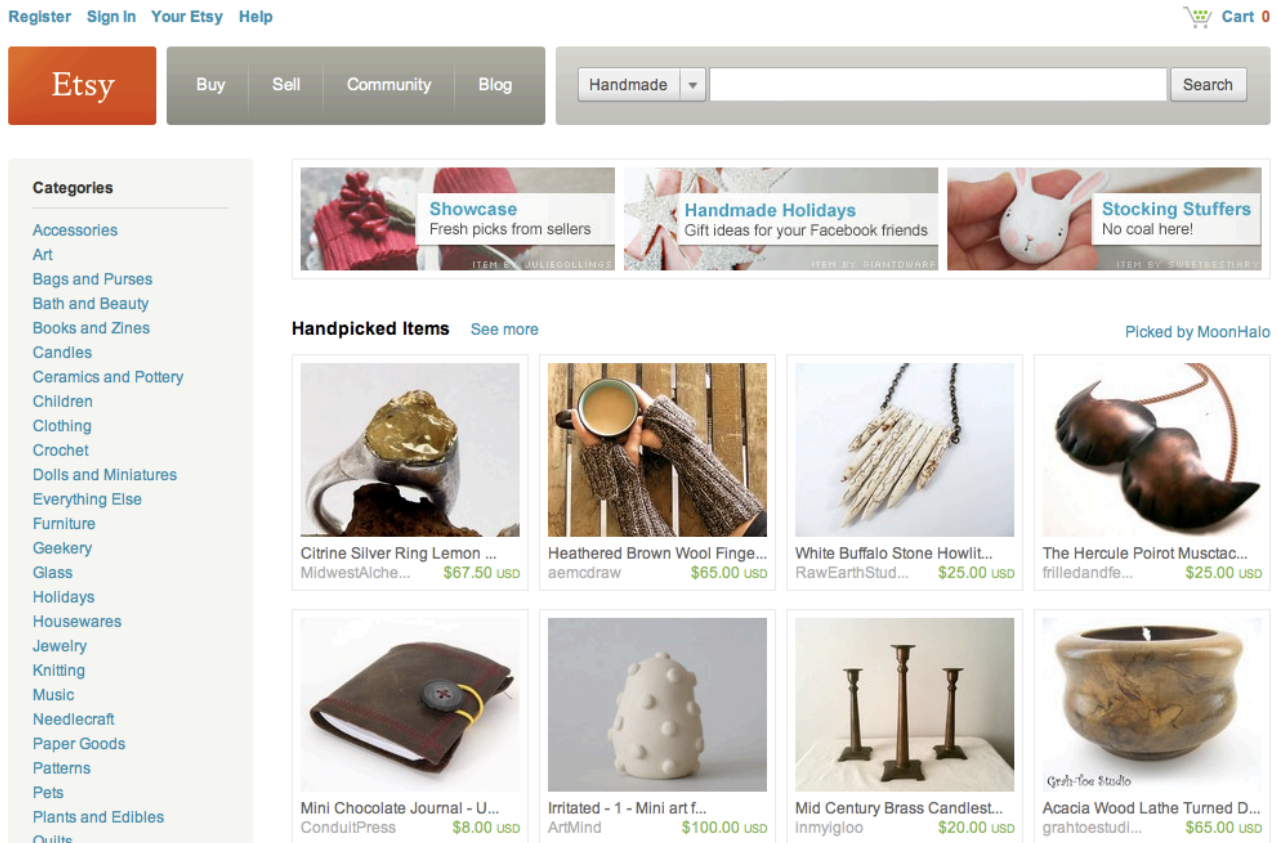 Register Sign In Your Etsy Help Cart 0
Etsy Buy Sell Community Blog Handmade Search
Categories
Accessories
Art
Bags and Purses
Bath and Beauty
Books and Zines
Candles
Ceramics and Pottery
Children
Clothing
Crochet
Dolls and Miniatures
Everything Else
Furniture
Geekery
Glass
Holidays
Housewares
Jewelry
Knitting
Music
Needlecraft
Paper Goods
Patterns
Pets
Plants and Edibles
Quilts
Showcase
Fresh picks from sellers
ITEM BY JULIEGOLLINGS
Handmade Holidays
Gift ideas for your Facebook friends
ITEM BY GIANTDWARF
Stocking Stuffers
No coal here!
ITEM BY SWEETBESTIARY
Handpicked Items See more Picked by MoonHalo
Citrine Silver Ring Lemon ...
MidwestAlche... $67.50 USD
Heathered Brown Wool Finge...
aemcdraw $65.00 USD
White Buffalo Stone Howlit...
RawEarthStud... $25.00 USD
The Hercule Poirot Musctac...
frilledandfe... $25.00 USD
Mini Chocolate Journal - U...
ConduitPress $8.00 USD
Irritated - 1 - Mini art f...
ArtMind $100.00 USD
Mid Century Brass Candlest...
inmyigloo $20.00 USD
Grah-Toe Studio
Acacia Wood Lathe Turned D...
grahtoestudi... $65.00 USD